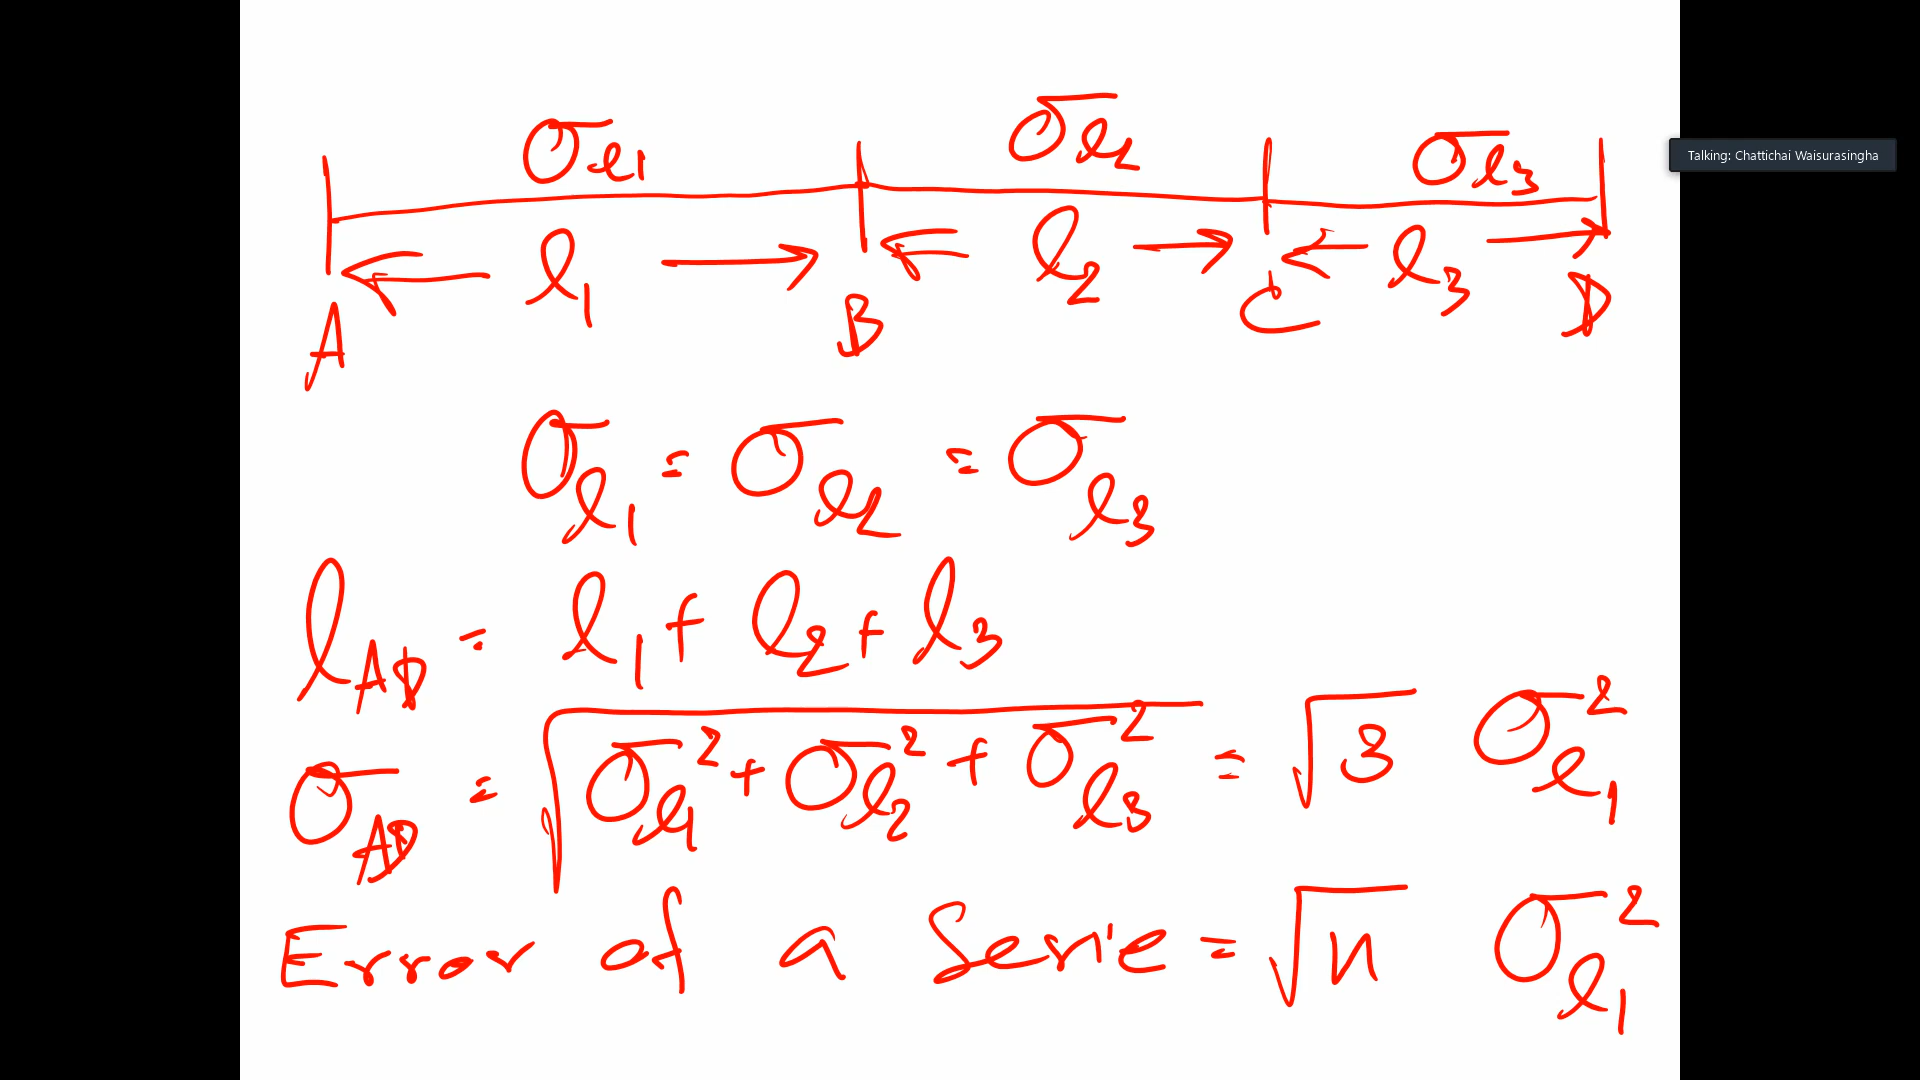 σℓ1 σℓ2 σℓ3
Talking: Chattichai Waisurasingha
ℓ1 ℓ2 ℓ3
A B C D
σℓ1 = σℓ2 = σℓ3
ℓAD = ℓ1 + ℓ2 + ℓ3
σAD = √(σℓ1² + σℓ2² + σℓ3²) = √3 σℓ1²
Error of a Serie = √n σℓ1²